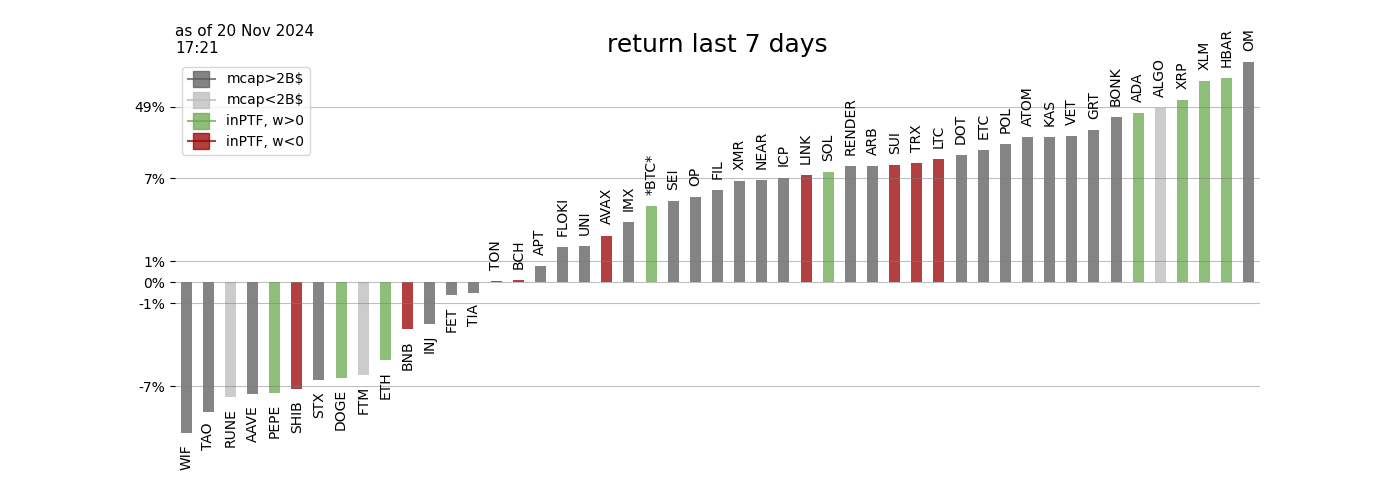 as of 20 Nov 2024
17:21
return last 7 days
mcap>2B$
mcap<2B$
inPTF, w>0
inPTF, w<0
49%
7%
1%
0%
-1%
-7%
WIF
TAO
RUNE
AAVE
PEPE
SHIB
STX
DOGE
FTM
ETH
BNB
INJ
FET
TIA
TON
BCH
APT
FLOKI
UNI
AVAX
IMX
*BTC*
SEI
OP
FIL
XMR
NEAR
ICP
LINK
SOL
RENDER
ARB
SUI
TRX
LTC
DOT
ETC
POL
ATOM
KAS
VET
GRT
BONK
ADA
ALGO
XRP
XLM
HBAR
OM